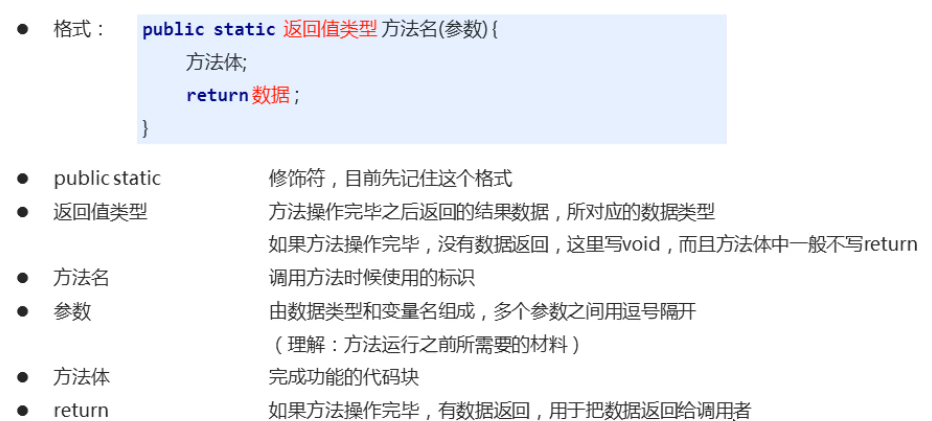 ● 格式： public static 返回值类型 方法名(参数) {
方法体;
return 数据 ;
}
● public static 修饰符，目前先记住这个格式
● 返回值类型 方法操作完毕之后返回的结果数据，所对应的数据类型
如果方法操作完毕，没有数据返回，这里写void，而且方法体中一般不写return
● 方法名 调用方法时候使用的标识
● 参数 由数据类型和变量名组成，多个参数之间用逗号隔开
（理解：方法运行之前所需要的材料）
● 方法体 完成功能的代码块
● return 如果方法操作完毕，有数据返回，用于把数据返回给调用者